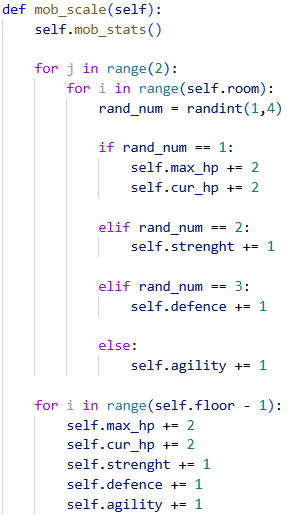 def mob_scale(self):
    self.mob_stats()
    for j in range(2):
        for i in range(self.room):
            rand_num = randint(1,4)
            if rand_num == 1:
                self.max_hp += 2
                self.cur_hp += 2
            elif rand_num == 2:
                self.strenght += 1
            elif rand_num == 3:
                self.defence += 1
            else:
                self.agility += 1
    for i in range(self.floor - 1):
        self.max_hp += 2
        self.cur_hp += 2
        self.strenght += 1
        self.defence += 1
        self.agility += 1